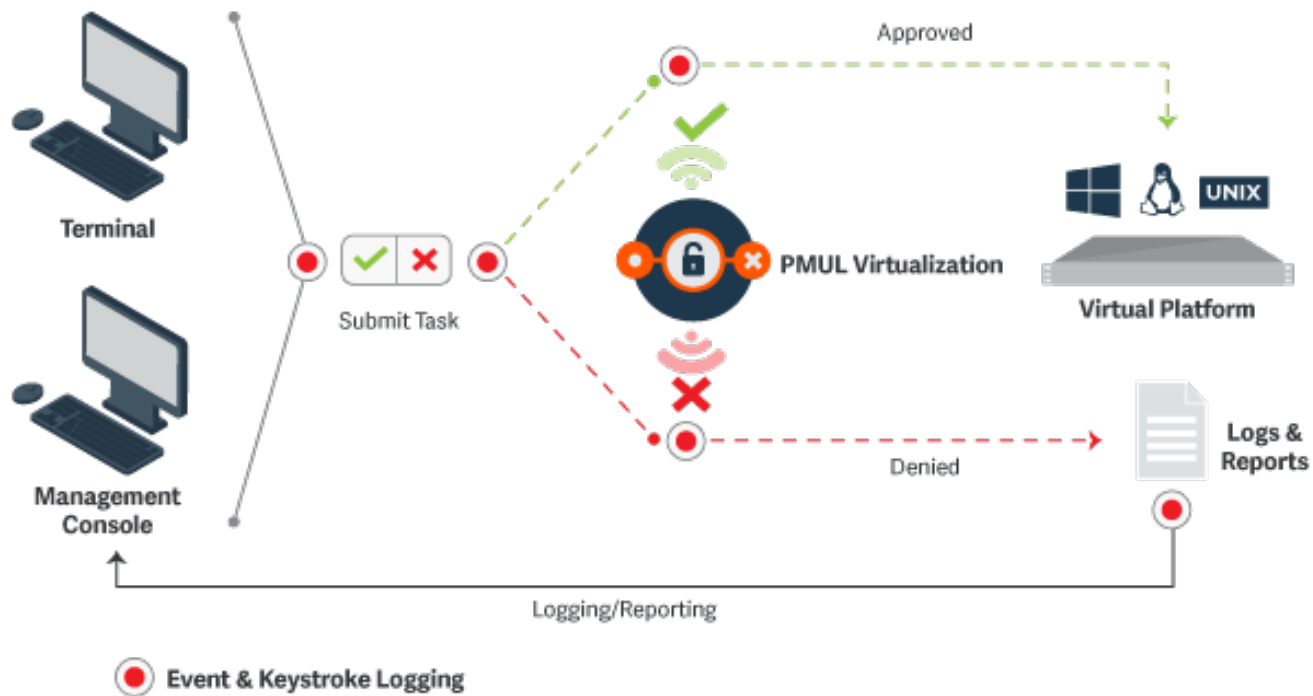 Approved
Terminal
UNIX
PMUL Virtualization
Submit Task
Virtual Platform
Management
Console
Denied
Logs &
Reports
Logging/Reporting
Event & Keystroke Logging